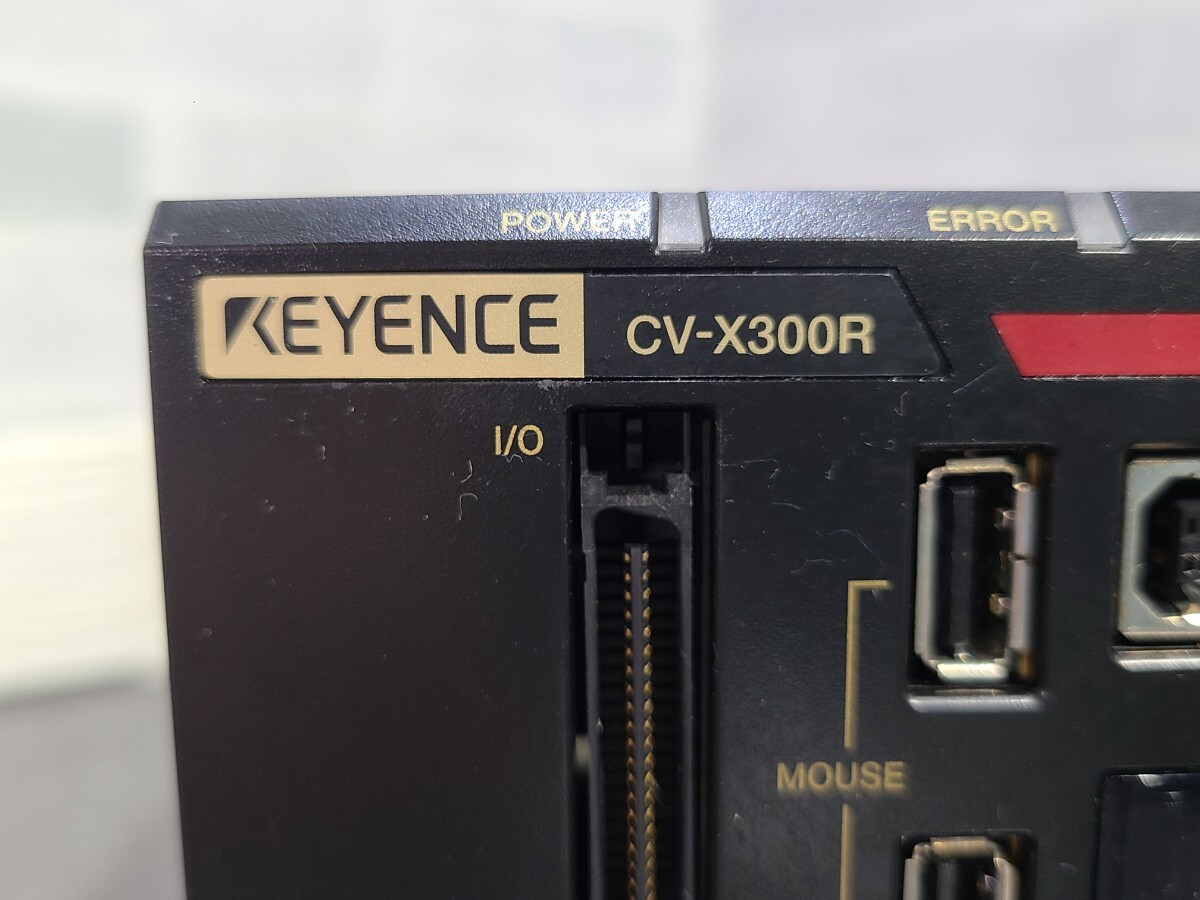 POWER
ERROR
KEYENCE
CV-X300R
I/O
MOUSE